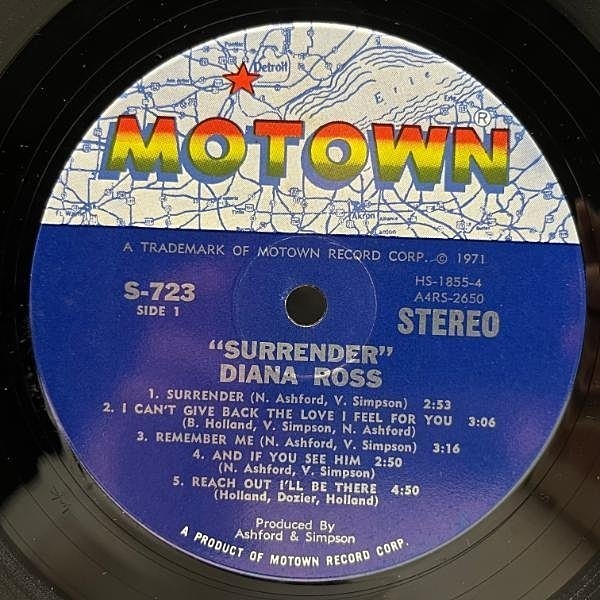 Detroit
Erie
Erie
MOTOWN®
Akron
A TRADEMARK OF MOTOWN RECORD CORP. © 1971
S-723
SIDE 1
HS-1855-4
A4RS-2650
STEREO
"SURRENDER"
DIANA ROSS
1. SURRENDER (N. Ashford, V. Simpson) 2:53
2. I CAN'T GIVE BACK THE LOVE I FEEL FOR YOU 3:06
(B. Holland, V. Simpson, N. Ashford)
3. REMEMBER ME (N. Ashford, V. Simpson) 3:16
4. AND IF YOU SEE HIM 2:50
(N. Ashford, V. Simpson)
5. REACH OUT I'LL BE THERE 4:50
(Holland, Dozier, Holland)
Produced By
Ashford & Simpson
A PRODUCT OF MOTOWN RECORD CORP.